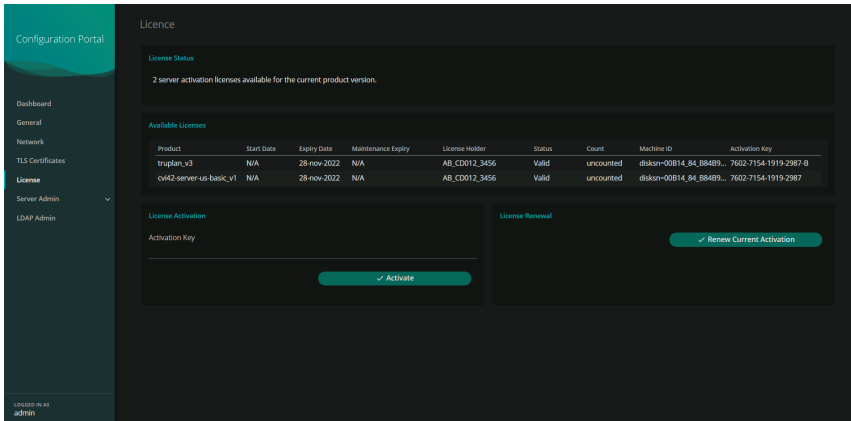 Licence
Configuration Portal
Dashboard
General
Network
TLS Certificates
License
Server Admin
LDAP Admin
LOGGED IN AS
admin
License Status
2 server activation licenses available for the current product version.
Available Licenses
Product Start Date Expiry Date Maintenance Expiry License Holder Status Count Machine ID Activation Key
truplan_v3 N/A 28-nov-2022 N/A AB_CD012_3456 Valid uncounted disksn=00B14_84_B84B9... 7602-7154-1919-2987-B
cvi42-server-us-basic_v1 N/A 28-nov-2022 N/A AB_CD012_3456 Valid uncounted disksn=00B14_84_B84B9... 7602-7154-1919-2987
License Activation
Activation Key
Activate
License Renewal
Renew Current Activation